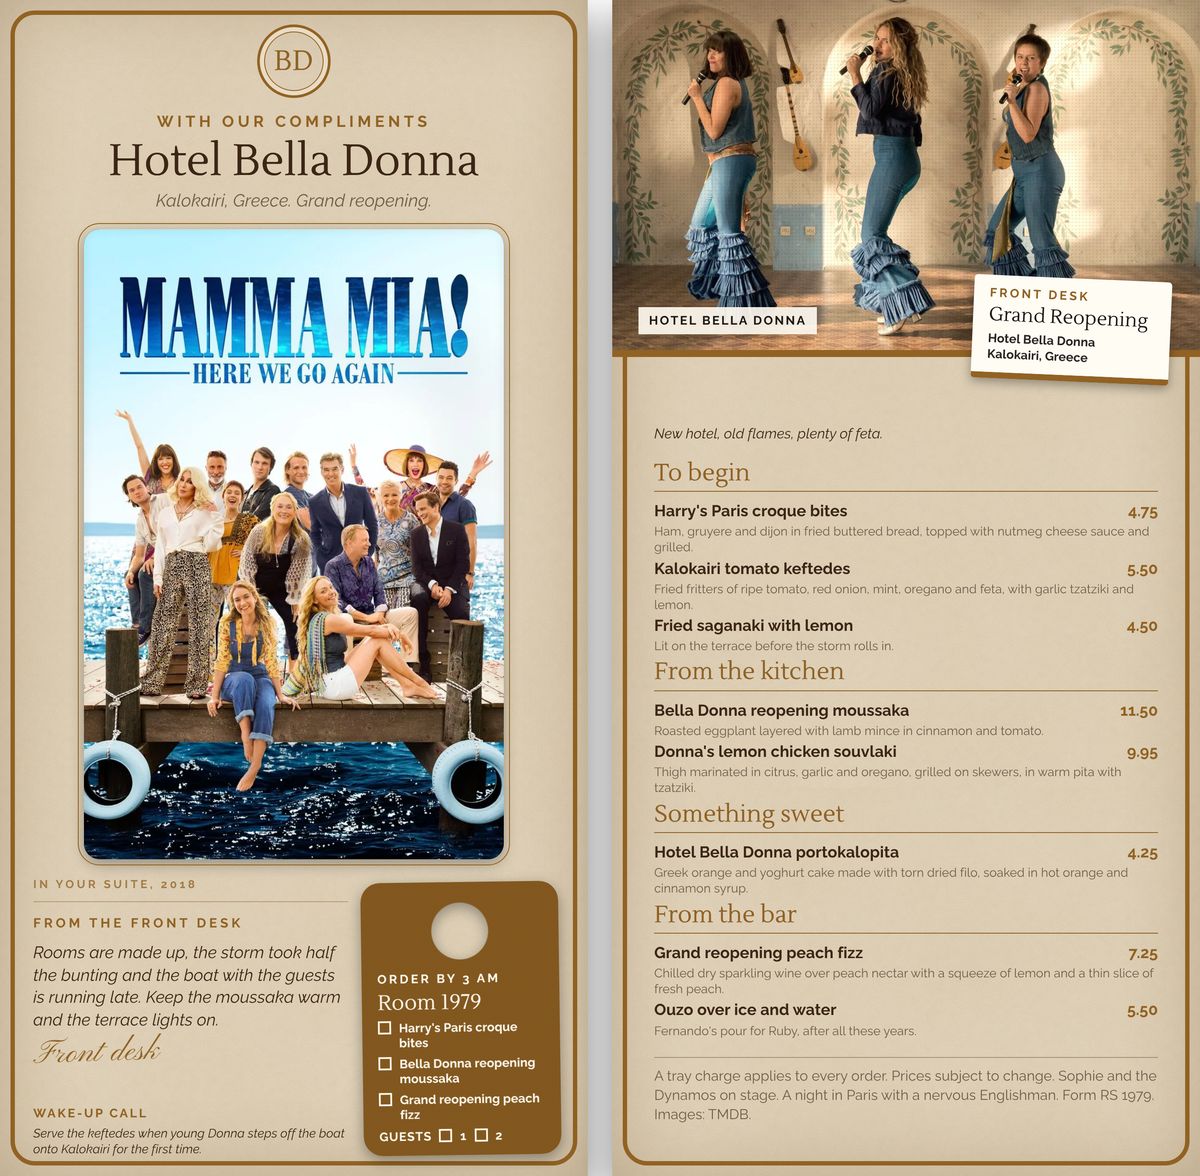 BD
WITH OUR COMPLIMENTS
Hotel Bella Donna
Kalokairi, Greece. Grand reopening.
MAMMA MIA!
HERE WE GO AGAIN
IN YOUR SUITE, 2018
FROM THE FRONT DESK
Rooms are made up, the storm took half
the bunting and the boat with the guests
is running late. Keep the moussaka warm
and the terrace lights on.
Front desk
WAKE-UP CALL
Serve the keftedes when young Donna steps off the boat
onto Kalokairi for the first time.
ORDER BY 3 AM
Room 1979
Harry's Paris croque
bites
Bella Donna reopening
moussaka
Grand reopening peach
fizz
GUESTS 1 2
HOTEL BELLA DONNA
FRONT DESK
Grand Reopening
Hotel Bella Donna
Kalokairi, Greece
New hotel, old flames, plenty of feta.
To begin
Harry's Paris croque bites 4.75
Ham, gruyere and dijon in fried buttered bread, topped with nutmeg cheese sauce and
grilled.
Kalokairi tomato keftedes 5.50
Fried fritters of ripe tomato, red onion, mint, oregano and feta, with garlic tzatziki and
lemon.
Fried saganaki with lemon 4.50
Lit on the terrace before the storm rolls in.
From the kitchen
Bella Donna reopening moussaka 11.50
Roasted eggplant layered with lamb mince in cinnamon and tomato.
Donna's lemon chicken souvlaki 9.95
Thigh marinated in citrus, garlic and oregano, grilled on skewers, in warm pita with
tzatziki.
Something sweet
Hotel Bella Donna portokalopita 4.25
Greek orange and yoghurt cake made with torn dried filo, soaked in hot orange and
cinnamon syrup.
From the bar
Grand reopening peach fizz 7.25
Chilled dry sparkling wine over peach nectar with a squeeze of lemon and a thin slice of
fresh peach.
Ouzo over ice and water 5.50
Fernando's pour for Ruby, after all these years.
A tray charge applies to every order. Prices subject to change. Sophie and the
Dynamos on stage. A night in Paris with a nervous Englishman. Form RS 1979.
Images: TMDB.